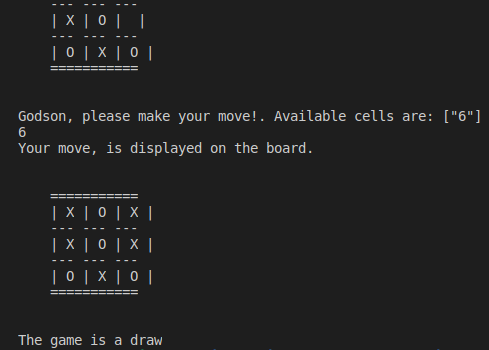 --- --- ---
| X | O |  |
--- --- ---
| O | X | O |
===========
Godson, please make your move!. Available cells are: ["6"]
6
Your move, is displayed on the board.
===========
| X | O | X |
--- --- ---
| X | O | X |
--- --- ---
| O | X | O |
===========
The game is a draw